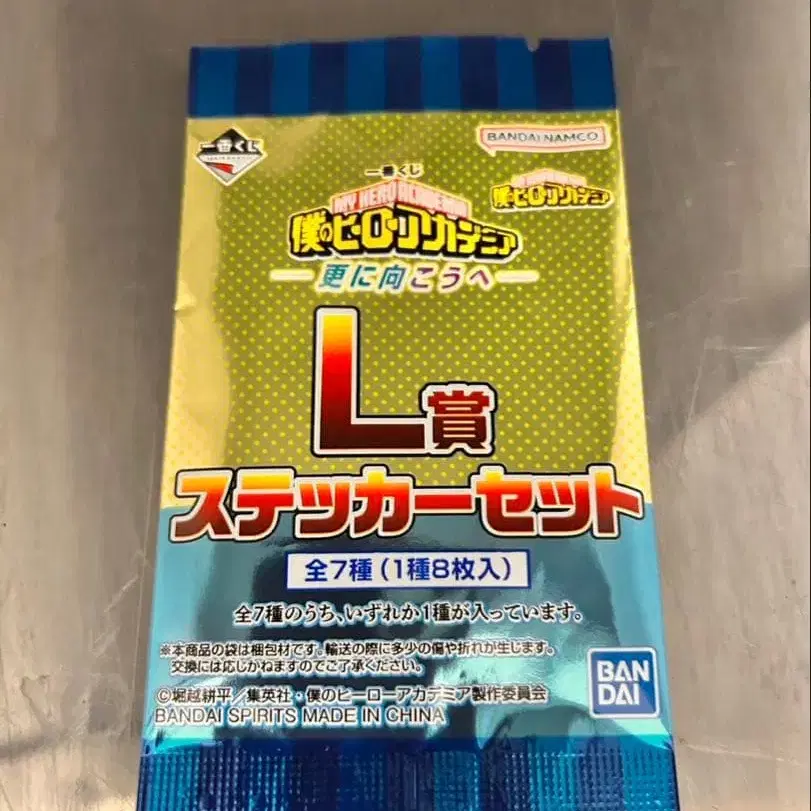 一番くじ
BANDAI NAMCO
一番くじ
MY HERO ACADEMIA
僕のヒーローアカデミア
僕のヒーローアカデミア
更に向こうへ
L賞
ステッカーセット
全7種(1種8枚入)
全7種のうち、いずれか1種が入っています。
※本商品の袋は梱包材です。輸送の際に多少の傷や折れが生じます。
交換には応じかねますのでご了承ください。
©堀越耕平/集英社・僕のヒーローアカデミア製作委員会
BANDAI SPIRITS MADE IN CHINA
BAN
DAI